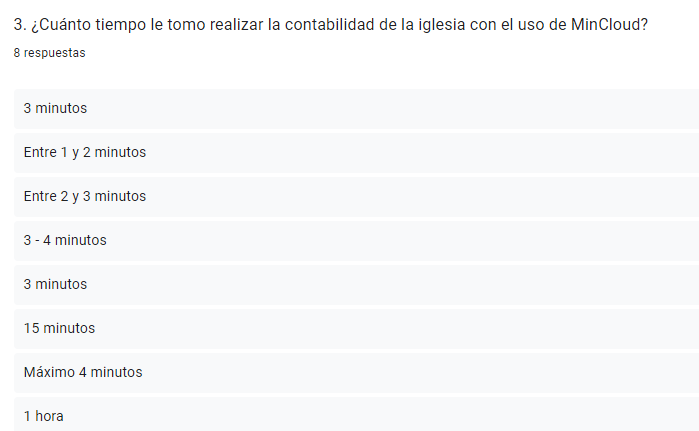 3. ¿Cuánto tiempo le tomo realizar la contabilidad de la iglesia con el uso de MinCloud?
8 respuestas
3 minutos
Entre 1 y 2 minutos
Entre 2 y 3 minutos
3 - 4 minutos
3 minutos
15 minutos
Máximo 4 minutos
1 hora